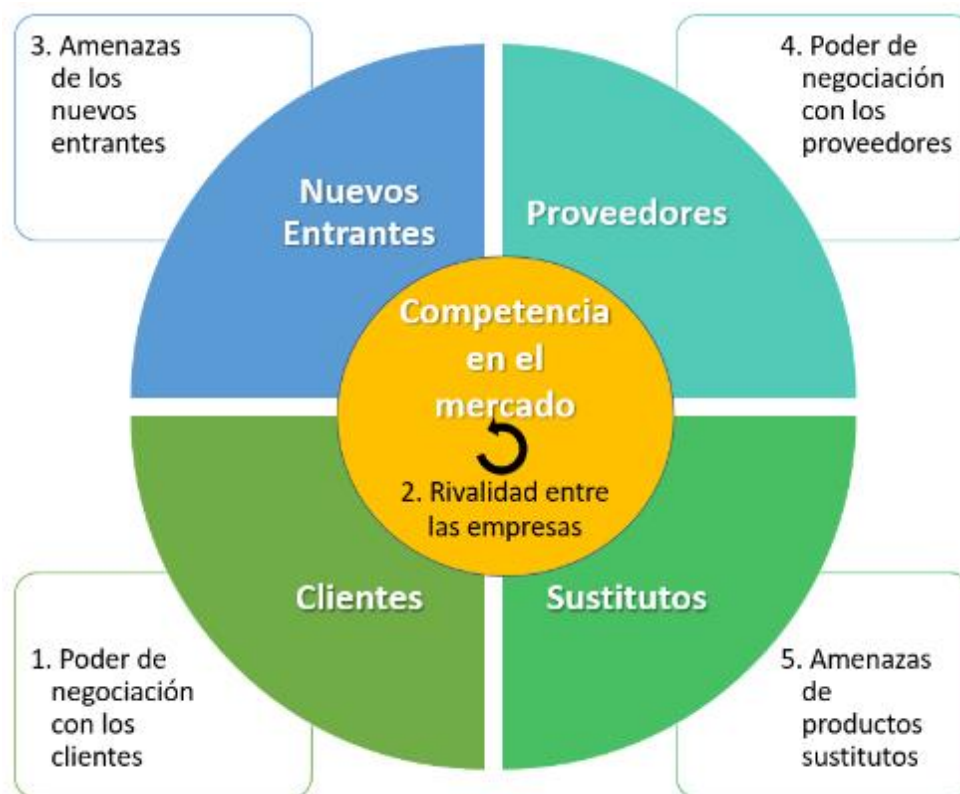 3. Amenazas
de los
nuevos
entrantes
4. Poder de
negociación
con los
proveedores
Nuevos
Entrantes
Proveedores
Competencia
en el
mercado
2. Rivalidad entre
las empresas
Clientes
Sustitutos
1. Poder de
negociación
con los
clientes
5. Amenazas
de
productos
sustitutos